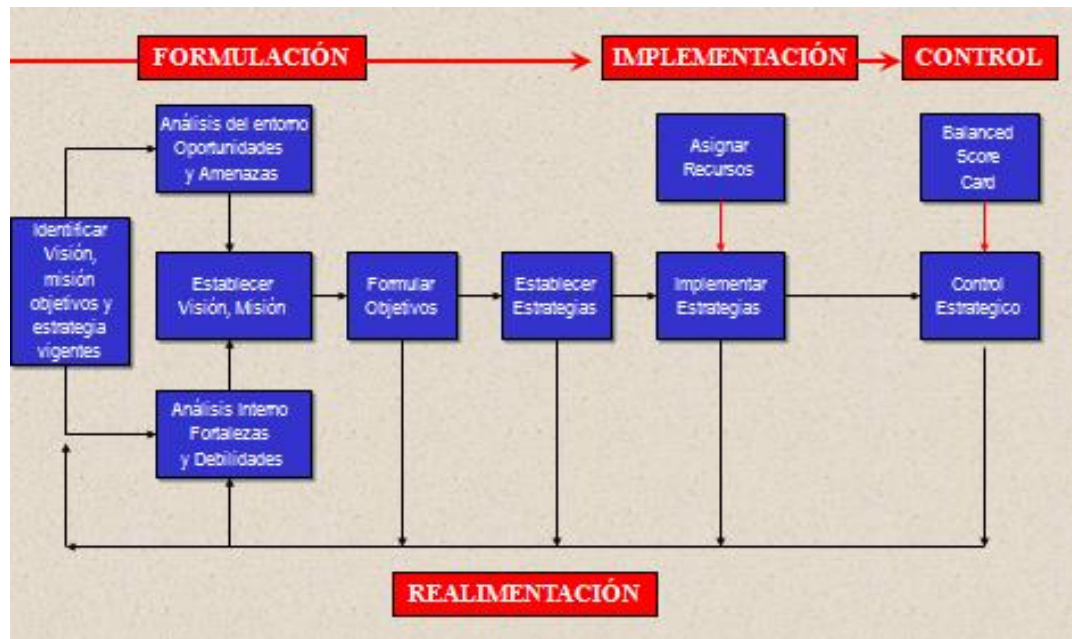 FORMULACIÓN
IMPLEMENTACIÓN
CONTROL
Análisis del entorno
Oportunidades
y Amenazas
Asignar
Recursos
Balanced
Score
Card
Identificar
Visión,
misión
objetivos y
estrategia
vigentes
Establecer
Visión, Misión
Formular
Objetivos
Establecer
Estrategias
Implementar
Estrategias
Control
Estrategico
Análisis Interno
Fortalezas
y Debilidades
REALIMENTACIÓN